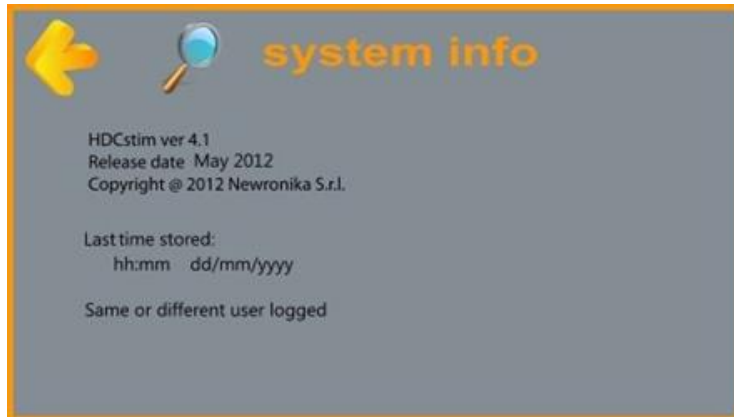 system info
HDCstim ver 4.1
Release date May 2012
Copyright @ 2012 Newronika S.r.l.
Last time stored:
hh:mm dd/mm/yyyy
Same or different user logged